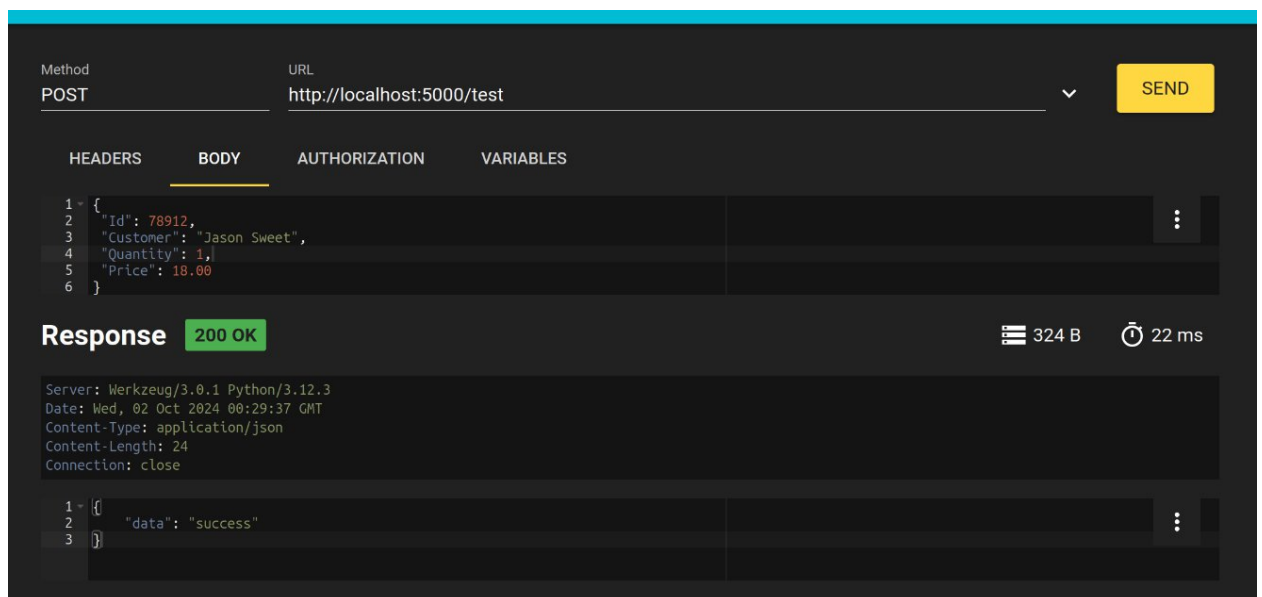 Method
URL
POST
http://localhost:5000/test
SEND
HEADERS BODY AUTHORIZATION VARIABLES
1 {
2 "Id": 78912,
3 "Customer": "Jason Sweet",
4 "Quantity": 1,
5 "Price": 18.00
6 }
Response 200 OK 324 B 22 ms
Server: Werkzeug/3.0.1 Python/3.12.3
Date: Wed, 02 Oct 2024 00:29:37 GMT
Content-Type: application/json
Content-Length: 24
Connection: close
1 {
2 "data": "success"
3 }